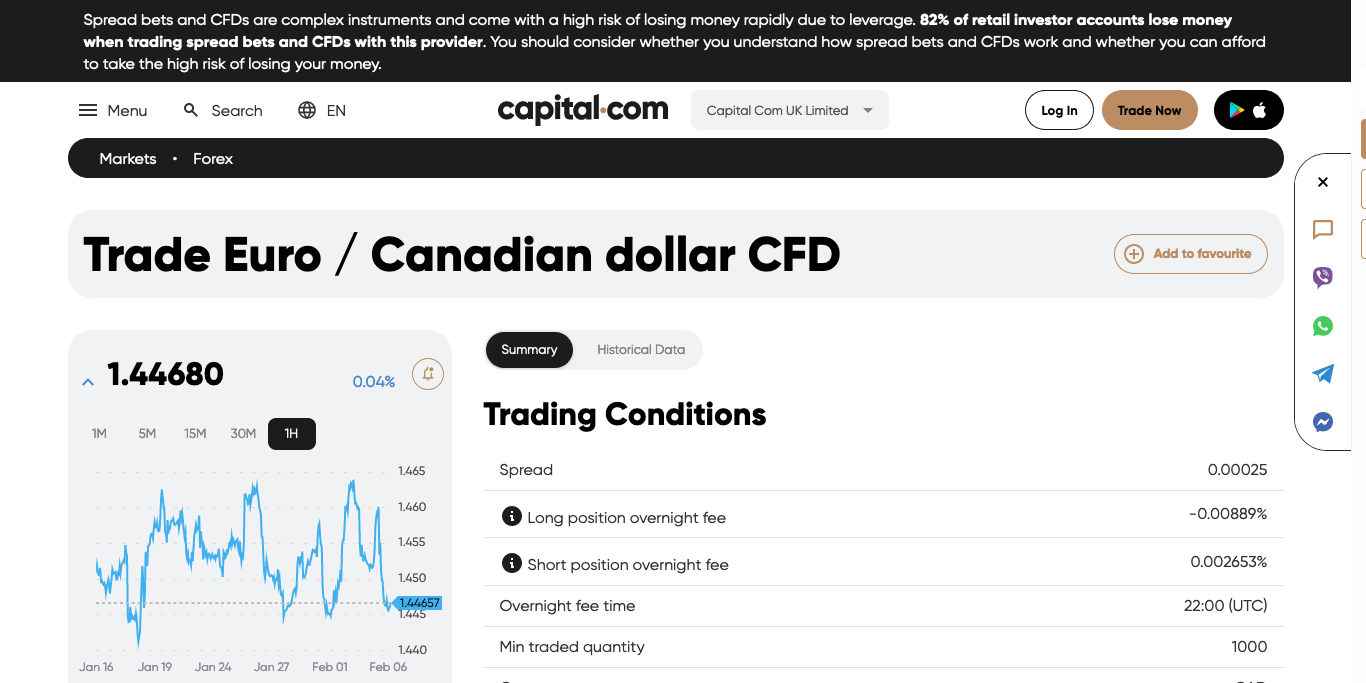 Spread bets and CFDs are complex instruments and come with a high risk of losing money rapidly due to leverage. 82% of retail investor accounts lose money
when trading spread bets and CFDs with this provider. You should consider whether you understand how spread bets and CFDs work and whether you can afford
to take the high risk of losing your money.
Menu
Search
EN
capital.com
Capital Com UK Limited
Log In
Trade Now
Markets • Forex
Trade Euro / Canadian dollar CFD
Add to favourite
1.44680
0.04%
1M 5M 15M 30M 1H
1.465
1.460
1.455
1.450
1.44657
1.445
1.440
Jan 16 Jan 19 Jan 24 Jan 27 Feb 01 Feb 06
Summary
Historical Data
Trading Conditions
Spread 0.00025
Long position overnight fee -0.00889%
Short position overnight fee 0.002653%
Overnight fee time 22:00 (UTC)
Min traded quantity 1000